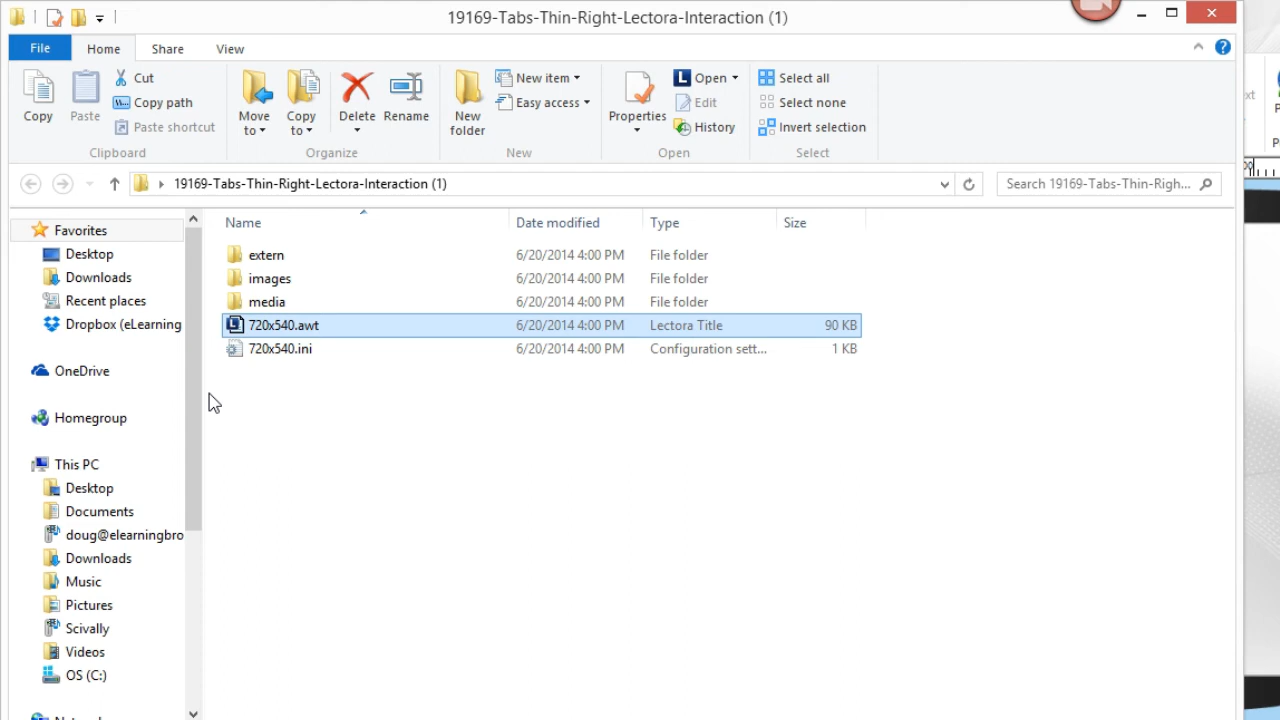 19169-Tabs-Thin-Right-Lectora-Interaction (1)
File Home Share View
Copy
Paste
Cut
Copy path
Paste shortcut
Clipboard
Move to
Copy to
Delete
Rename
Organize
New folder
New item
Easy access
New
Properties
Open
Edit
History
Open
Select all
Select none
Invert selection
Select
19169-Tabs-Thin-Right-Lectora-Interaction (1)
Search 19169-Tabs-Thin-Righ...
Favorites
Desktop
Downloads
Recent places
Dropbox (eLearning
OneDrive
Homegroup
This PC
Desktop
Documents
doug@elearningbro
Downloads
Music
Pictures
Scivally
Videos
OS (C:)
Name Date modified Type Size
extern 6/20/2014 4:00 PM File folder
images 6/20/2014 4:00 PM File folder
media 6/20/2014 4:00 PM File folder
720x540.awt 6/20/2014 4:00 PM Lectora Title 90 KB
720x540.ini 6/20/2014 4:00 PM Configuration sett... 1 KB